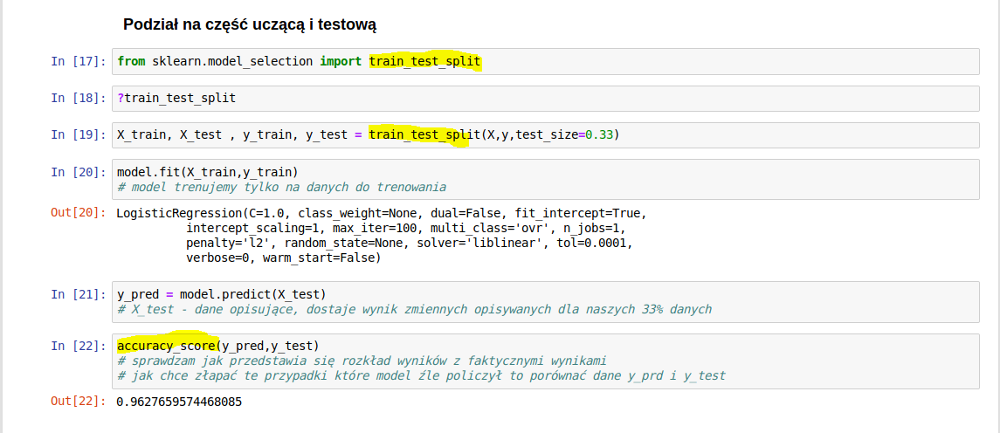 Podział na część uczącą i testową
In [17]: from sklearn.model_selection import train_test_split
In [18]: ?train_test_split
In [19]: X_train, X_test , y_train, y_test = train_test_split(X,y,test_size=0.33)
In [20]: model.fit(X_train,y_train)
# model trenujemy tylko na danych do trenowania
Out[20]: LogisticRegression(C=1.0, class_weight=None, dual=False, fit_intercept=True,
intercept_scaling=1, max_iter=100, multi_class='ovr', n_jobs=1,
penalty='l2', random_state=None, solver='liblinear', tol=0.0001,
verbose=0, warm_start=False)
In [21]: y_pred = model.predict(X_test)
# X_test - dane opisujące, dostaje wynik zmiennych opisywanych dla naszych 33% danych
In [22]: accuracy_score(y_pred,y_test)
# sprawdzam jak przedstawia się rozkład wyników z faktycznymi wynikami
# jak chce złapać te przypadki które model źle policzył to porównać dane y_prd i y_test
Out[22]: 0.9627659574468085